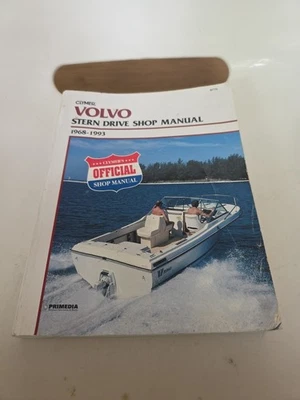 CLYMER
VOLVO
STERN DRIVE SHOP MANUAL
1968-1993
CLYMER'S
OFFICIAL
SHOP MANUAL
PRIMEDIA